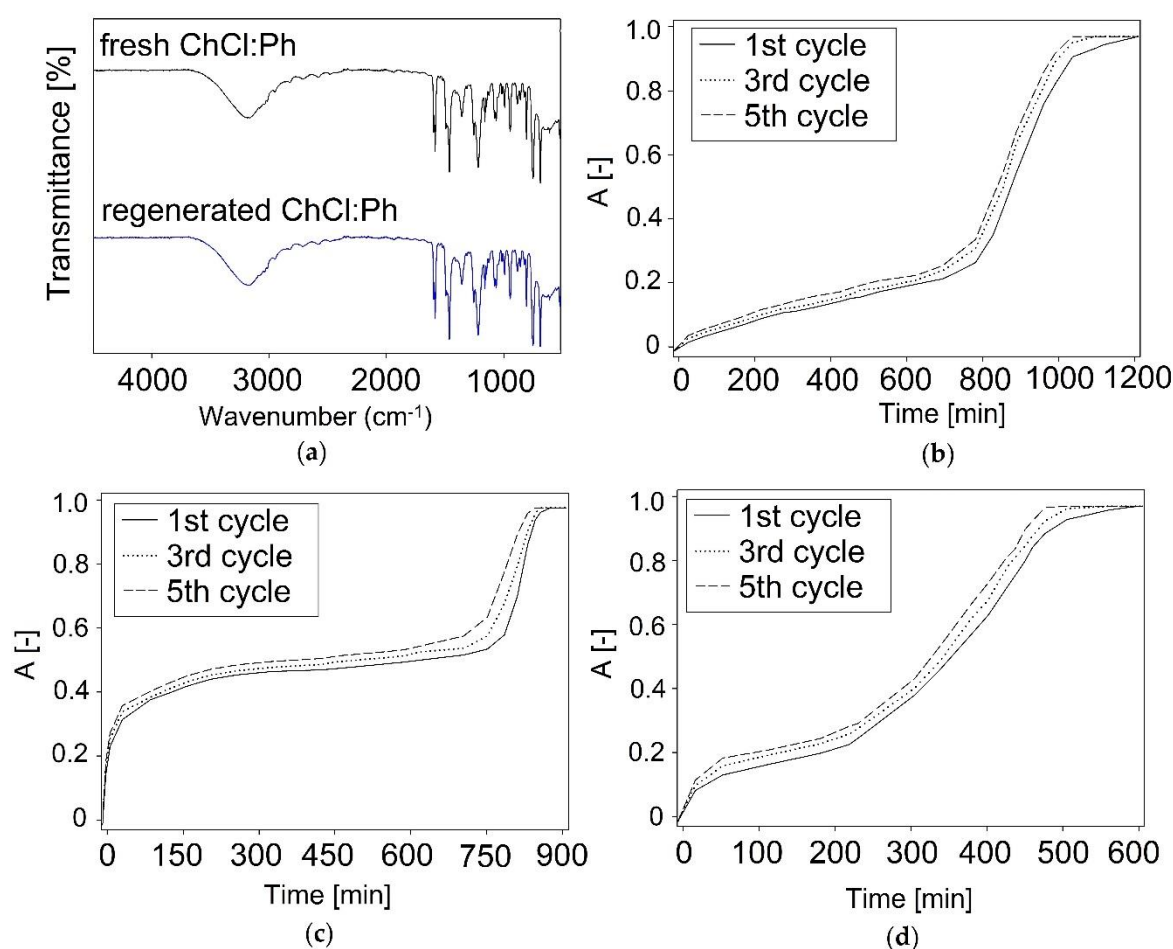 fresh ChCl:Ph
regenerated ChCl:Ph
Transmittance [%]
4000 3000 2000 1000
Wavenumber (cm⁻¹)
(a)
1st cycle
3rd cycle
5th cycle
A [-]
1.0
0.8
0.6
0.4
0.2
0
0 200 400 600 800 1000 1200
Time [min]
(b)
1st cycle
3rd cycle
5th cycle
A [-]
1.0
0.8
0.6
0.4
0.2
0
0 150 300 450 600 750 900
Time [min]
(c)
1st cycle
3rd cycle
5th cycle
A [-]
1.0
0.8
0.6
0.4
0.2
0
0 100 200 300 400 500 600
Time [min]
(d)